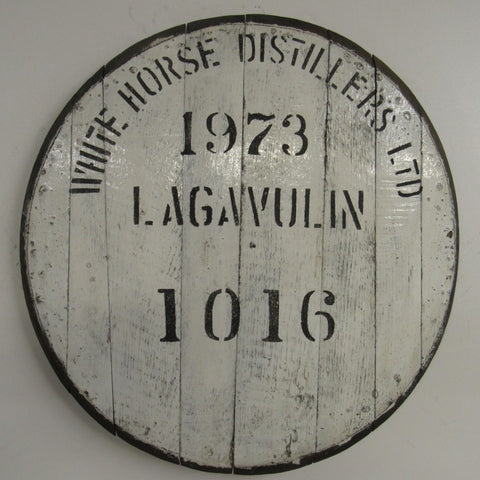 WHITE HORSE DISTILLERS LTD
1973
LAGAVULIN
1016